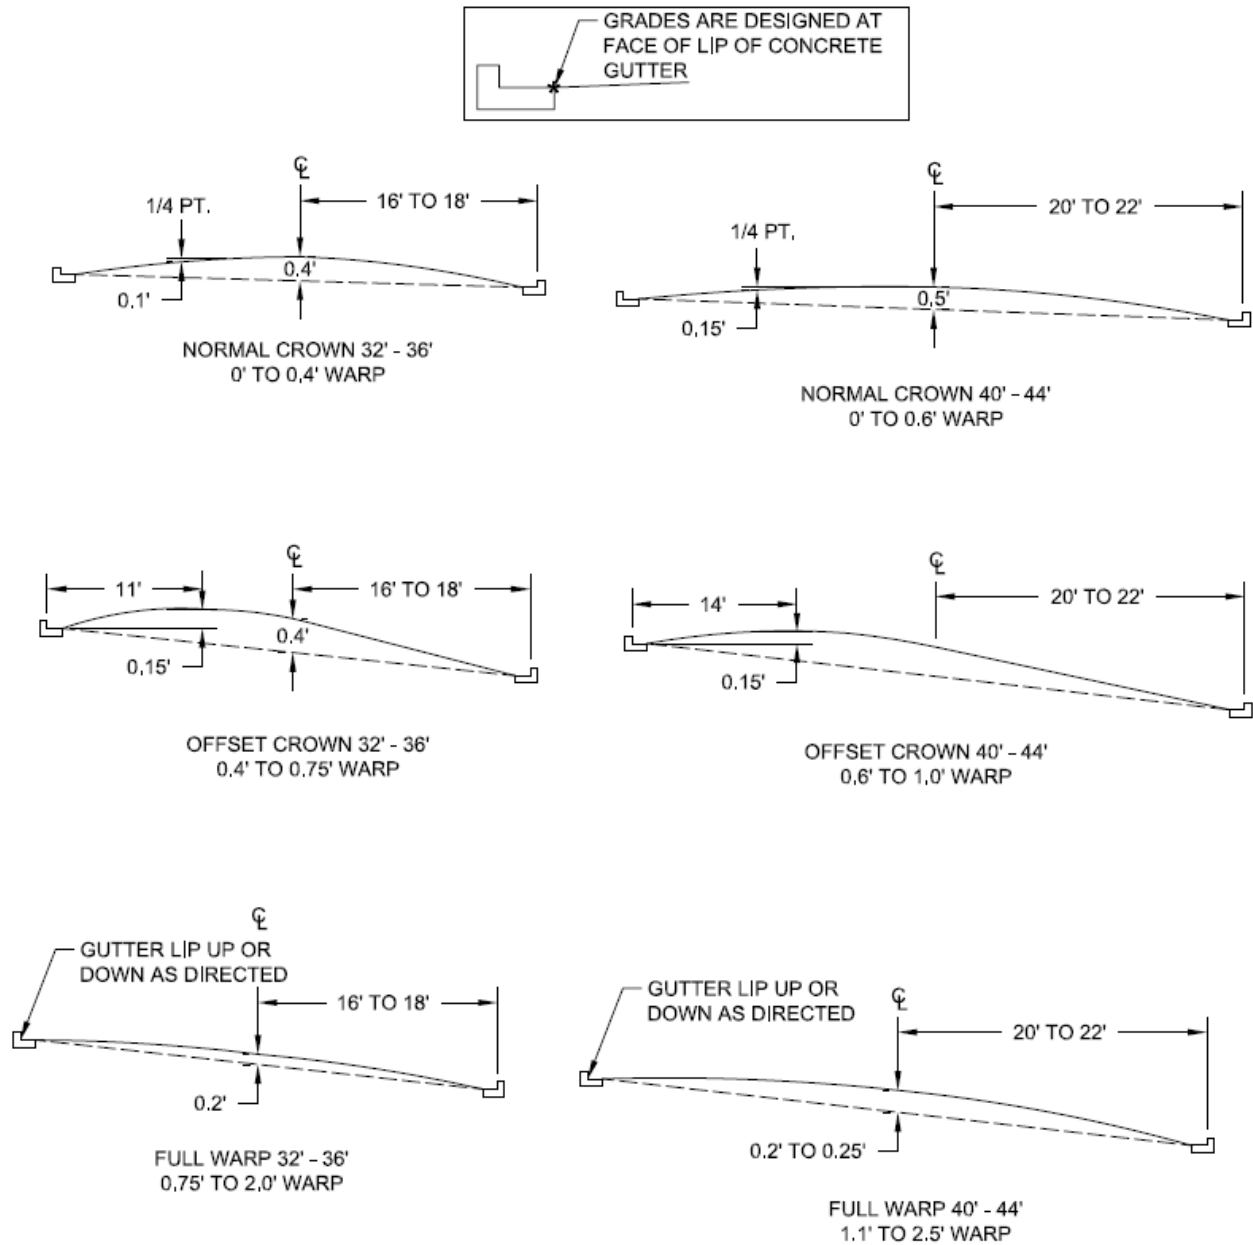 GRADES ARE DESIGNED AT
FACE OF LIP OF CONCRETE
GUTTER
℄
16' TO 18'
1/4 PT.
0.4'
0.1'
NORMAL CROWN 32' - 36'
0' TO 0.4' WARP
℄
20' TO 22'
1/4 PT.
0.5'
0.15'
NORMAL CROWN 40' - 44'
0' TO 0.6' WARP
℄
11'
16' TO 18'
0.4'
0.15'
OFFSET CROWN 32' - 36'
0.4' TO 0.75' WARP
℄
14'
20' TO 22'
0.15'
OFFSET CROWN 40' - 44'
0.6' TO 1.0' WARP
℄
GUTTER LIP UP OR
DOWN AS DIRECTED
16' TO 18'
0.2'
FULL WARP 32' - 36'
0.75' TO 2.0' WARP
℄
GUTTER LIP UP OR
DOWN AS DIRECTED
20' TO 22'
0.2' TO 0.25'
FULL WARP 40' - 44'
1.1' TO 2.5' WARP